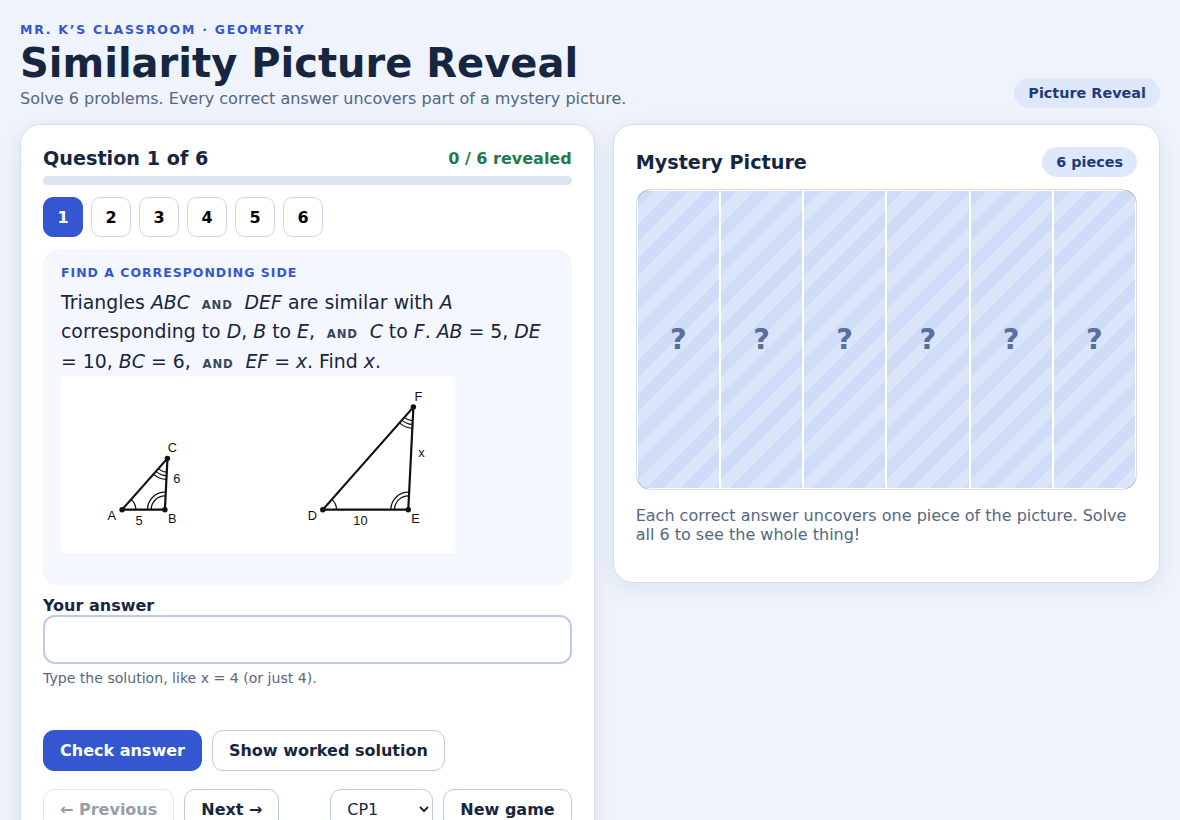 MR. K’S CLASSROOM · GEOMETRY
Similarity Picture Reveal
Solve 6 problems. Every correct answer uncovers part of a mystery picture.
Picture Reveal
Question 1 of 6
0 / 6 revealed
1 2 3 4 5 6
FIND A CORRESPONDING SIDE
Triangles ABC AND DEF are similar with A
corresponding to D, B to E, AND C to F. AB = 5, DE
= 10, BC = 6, AND EF = x. Find x.
F
C
x
6
A
5
B
D
10
E
Your answer
Type the solution, like x = 4 (or just 4).
Check answer
Show worked solution
← Previous
Next →
CP1
New game
Mystery Picture
6 pieces
? ? ? ? ? ?
Each correct answer uncovers one piece of the picture. Solve
all 6 to see the whole thing!